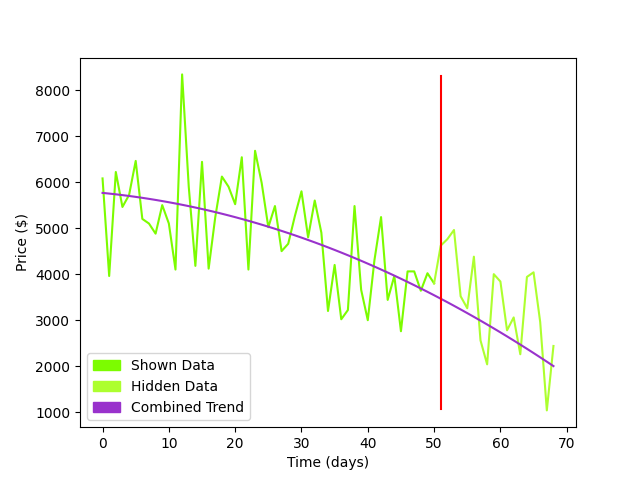 8000
7000
6000
5000
4000
3000
2000
1000
Price ($)
Shown Data
Hidden Data
Combined Trend
0 10 20 30 40 50 60 70
Time (days)